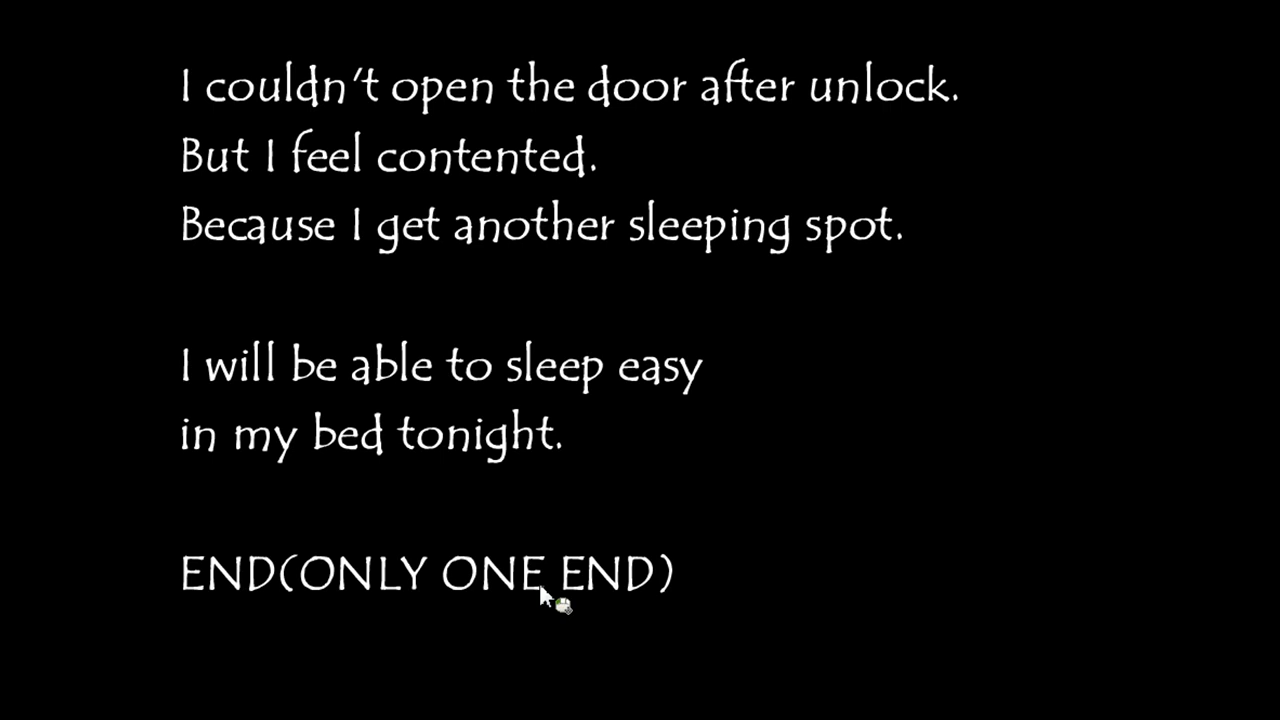 I couldn't open the door after unlock.
But I feel contented.
Because I get another sleeping spot.
I will be able to sleep easy
in my bed tonight.
END(ONLY ONE END)